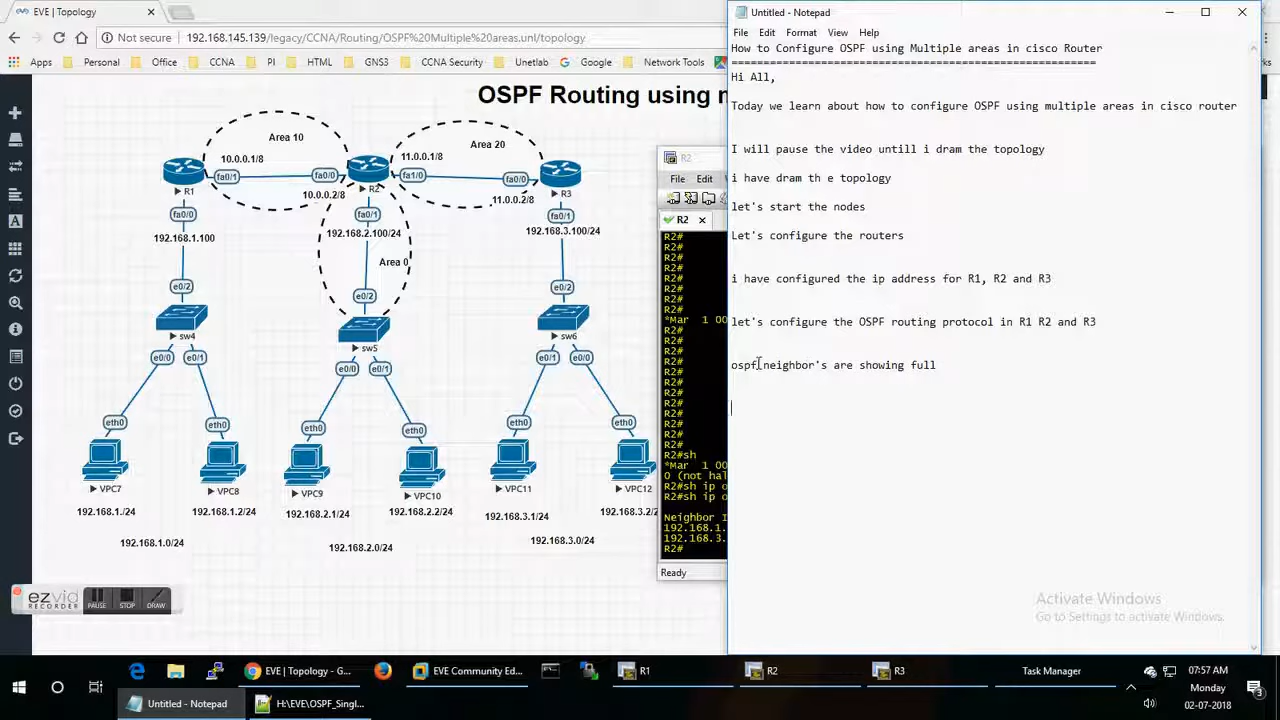 EVE | Topology
Not secure
192.168.145.139/legacy/CCNA/Routing/OSPF%20Multiple%20areas.unl/topology
Apps
Personal
Office
CCNA
HTML
GNS3
CCNA Security
Unetlab
Google
Network Tools
OSPF Routing using
Area 10
Area 20
10.0.0.1/8
11.0.0.1/8
fa0/1
fa0/0
fa1/0
fa0/0
R1
R2
R3
10.0.0.2/8
11.0.0.2/8
fa0/0
fa0/1
fa0/1
192.168.1.100
192.168.2.100/24
192.168.3.100/24
Area 0
e0/2
e0/2
e0/2
sw4
sw5
sw6
e0/0
e0/1
e0/0
e0/1
e0/1
e0/0
eth0
eth0
eth0
eth0
eth0
eth0
VPC7
VPC8
VPC9
VPC10
VPC11
VPC12
192.168.1./24
192.168.1.2/24
192.168.2.1/24
192.168.2.2/24
192.168.3.1/24
192.168.3.2/2
192.168.1.0/24
192.168.2.0/24
192.168.3.0/24
ezvid
RECORDER
PAUSE
STOP
DRAW
R2
File Edit
R2
R2#
R2#
R2#
R2#
R2#
R2#
R2#
R2#
*Mar 1 00
R2#
R2#
R2#
R2#
R2#
R2#
R2#
R2#
R2#
R2#
R2#
R2#
R2#sh
*Mar 1 00
O (not hal
R2#sh ip o
R2#sh ip o
Neighbor I
192.168.1.
192.168.3.
R2#
Ready
Untitled - Notepad
File Edit Format View Help
How to Configure OSPF using Multiple areas in cisco Router
=========================================================
Hi All,
Today we learn about how to configure OSPF using multiple areas in cisco router
I will pause the video untill i dram the topology
i have dram th e topology
let's start the nodes
Let's configure the routers
i have configured the ip address for R1, R2 and R3
let's configure the OSPF routing protocol in R1 R2 and R3
ospf neighbor's are showing full
Activate Windows
Go to Settings to activate Windows.
EVE | Topology - G...
EVE Community Ed...
R1
R2
R3
Task Manager
07:57 AM
Monday
02-07-2018
3
Untitled - Notepad
H:\EVE\OSPF_Singl...